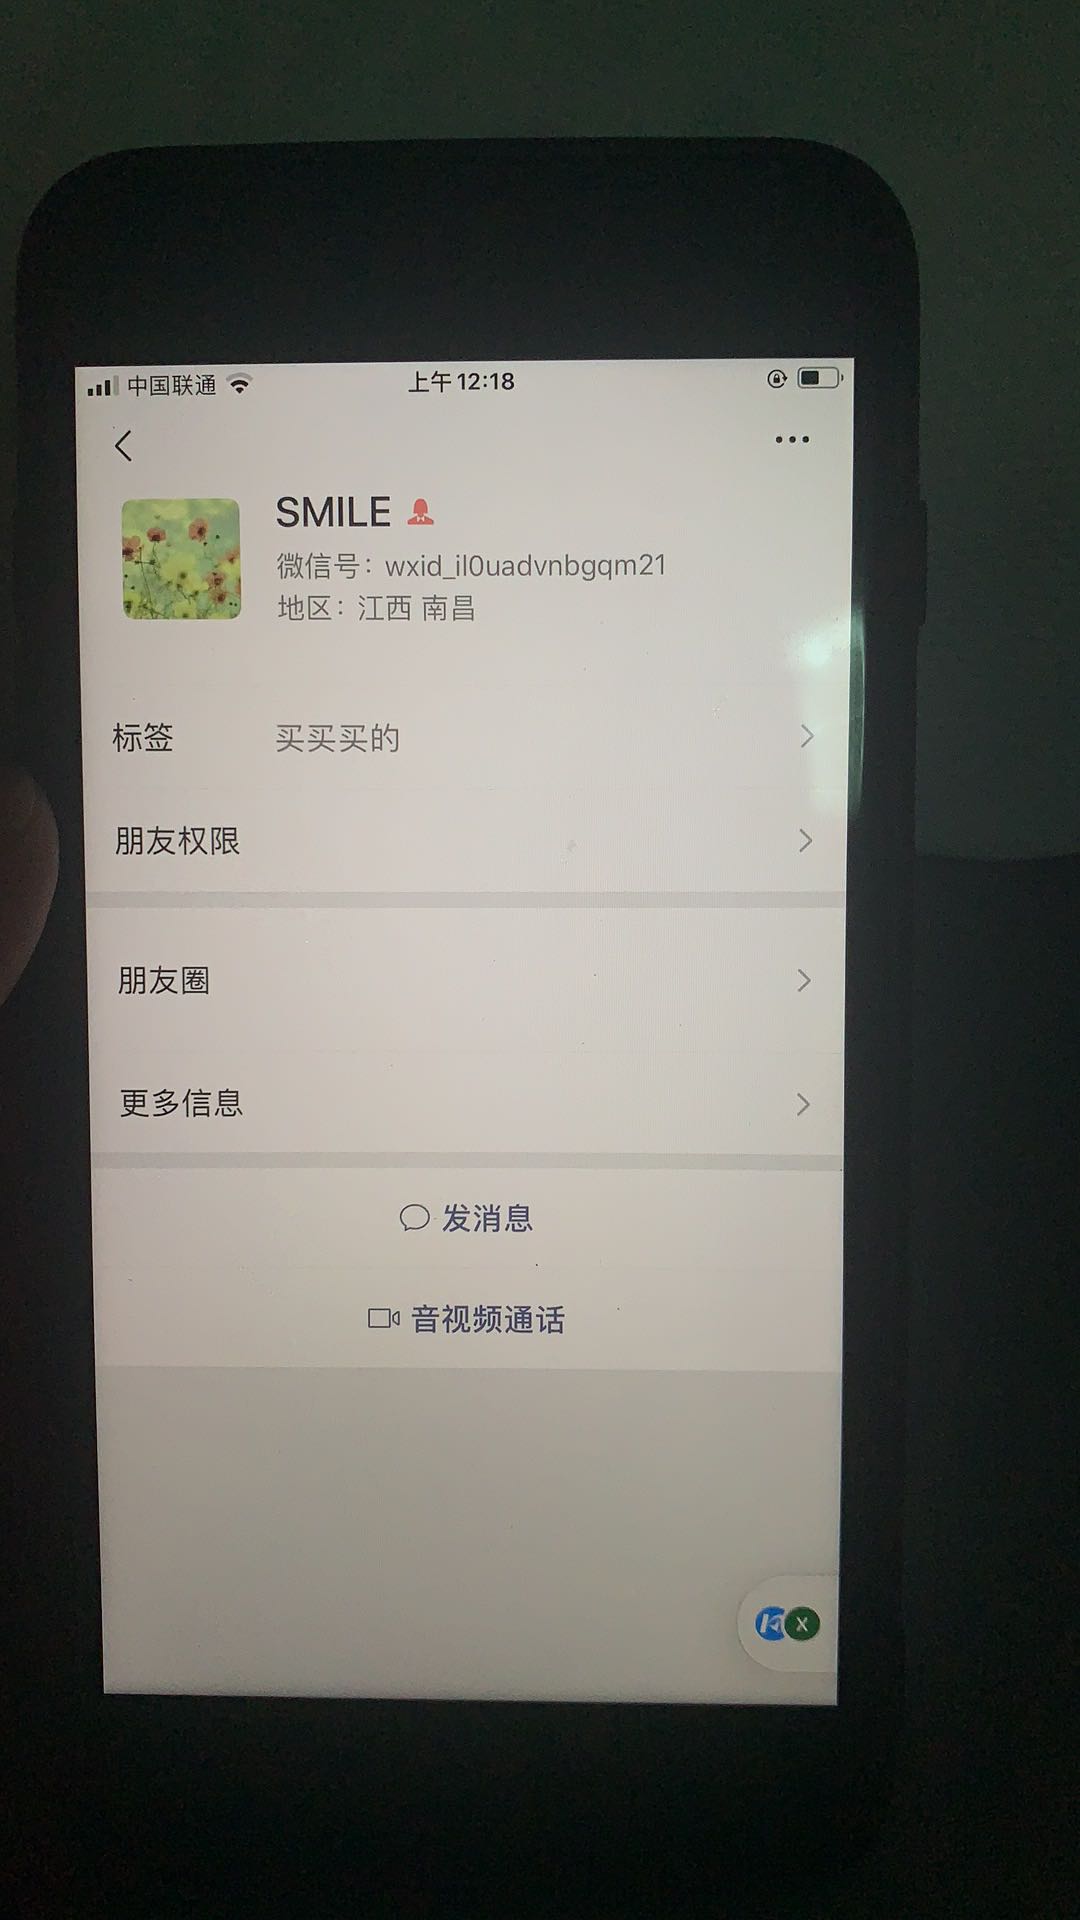 中国联通 上午12:18
SMILE
微信号：wxid_il0uadvnbgqm21
地区：江西 南昌
标签 买买买的
朋友权限
朋友圈
更多信息
发消息
音视频通话
X